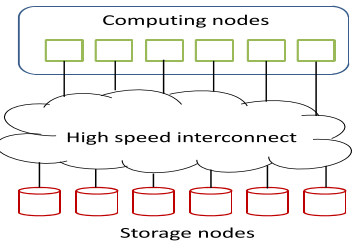 Computing nodes
High speed interconnect
Storage nodes